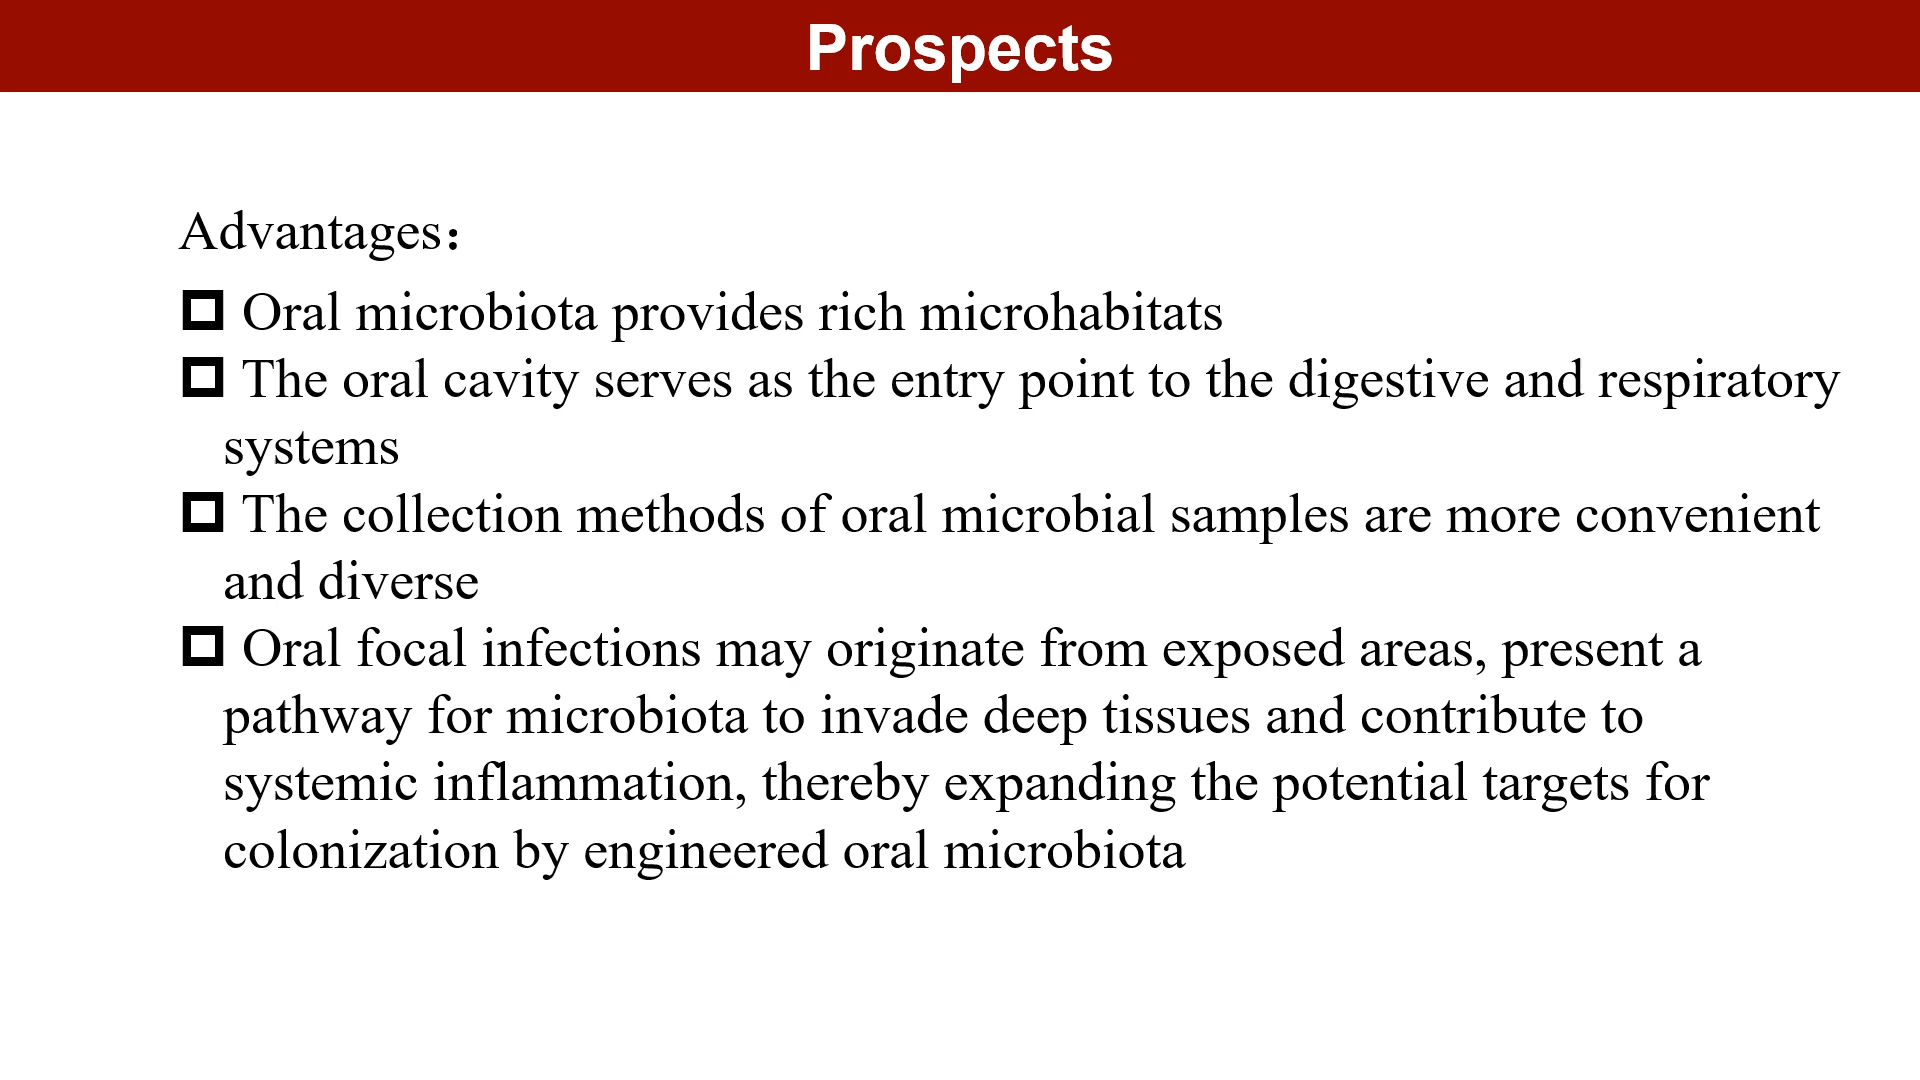 Prospects
Advantages：
Oral microbiota provides rich microhabitats
The oral cavity serves as the entry point to the digestive and respiratory
systems
The collection methods of oral microbial samples are more convenient
and diverse
Oral focal infections may originate from exposed areas, present a
pathway for microbiota to invade deep tissues and contribute to
systemic inflammation, thereby expanding the potential targets for
colonization by engineered oral microbiota